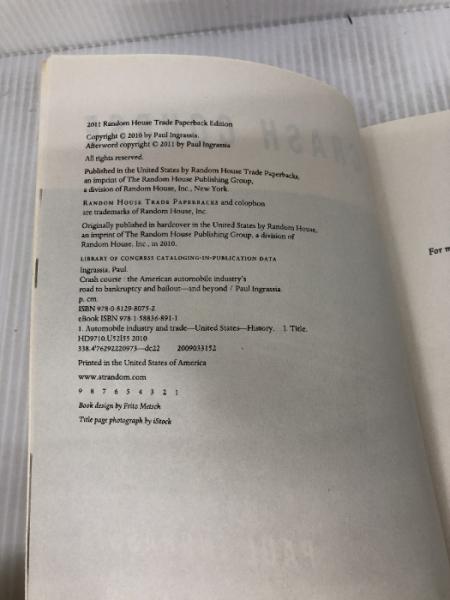 2011 Random House Trade Paperback Edition
Copyright © 2010 by Paul Ingrassia.
Afterword copyright © 2011 by Paul Ingrassia
All rights reserved.
Published in the United States by Random House Trade Paperbacks,
an imprint of The Random House Publishing Group,
a division of Random House, Inc., New York.
RANDOM HOUSE TRADE PAPERBACKS and colophon
are trademarks of Random House, Inc.
Originally published in hardcover in the United States by Random House,
an imprint of The Random House Publishing Group, a division of
Random House, Inc., in 2010.
LIBRARY OF CONGRESS CATALOGING-IN-PUBLICATION DATA
Ingrassia, Paul
Crash course : the American automobile industry's
road to bankruptcy and bailout—and beyond / Paul Ingrassia.
p. cm.
ISBN 978-0-8129-8075-2
eBook ISBN 978-1-58836-891-1
1. Automobile industry and trade—United States—History. I. Title.
HD9710.U52I55 2010
338.4'76292220973—dc22 2009033152
Printed in the United States of America
www.atrandom.com
9 8 7 6 5 4 3 2 1
Book design by Fritz Metsch
Title page photograph by iStock
For m